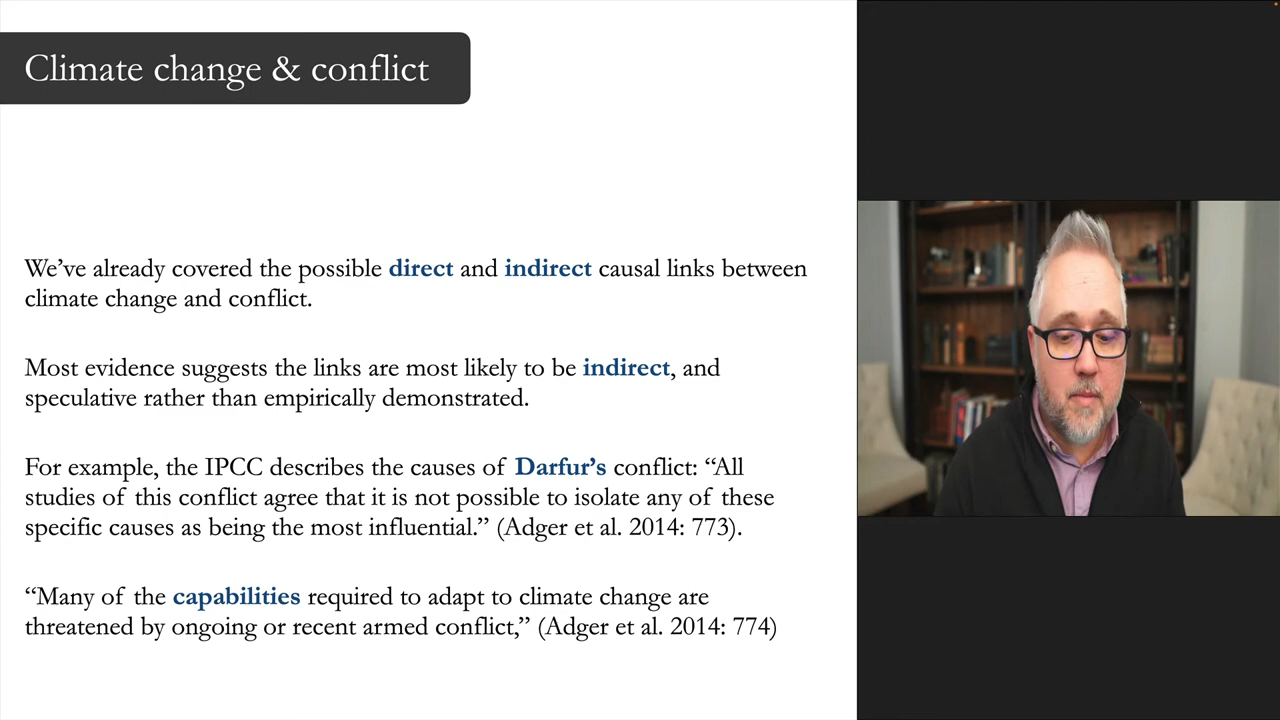 Climate change & conflict
We’ve already covered the possible direct and indirect causal links between
climate change and conflict.
Most evidence suggests the links are most likely to be indirect, and
speculative rather than empirically demonstrated.
For example, the IPCC describes the causes of Darfur’s conflict: “All
studies of this conflict agree that it is not possible to isolate any of these
specific causes as being the most influential.” (Adger et al. 2014: 773).
“Many of the capabilities required to adapt to climate change are
threatened by ongoing or recent armed conflict,” (Adger et al. 2014: 774)